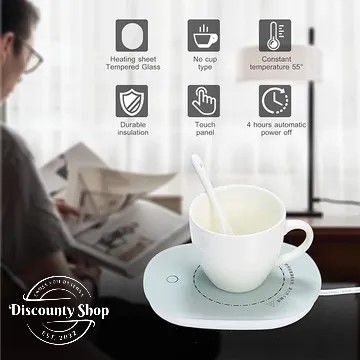 Heating sheet
Tempered Glass
No cup
type
Constant
temperature 55°
Durable
insulation
Touch
panel
4 hours automatic
power off
Discounty Shop
EST. 2022